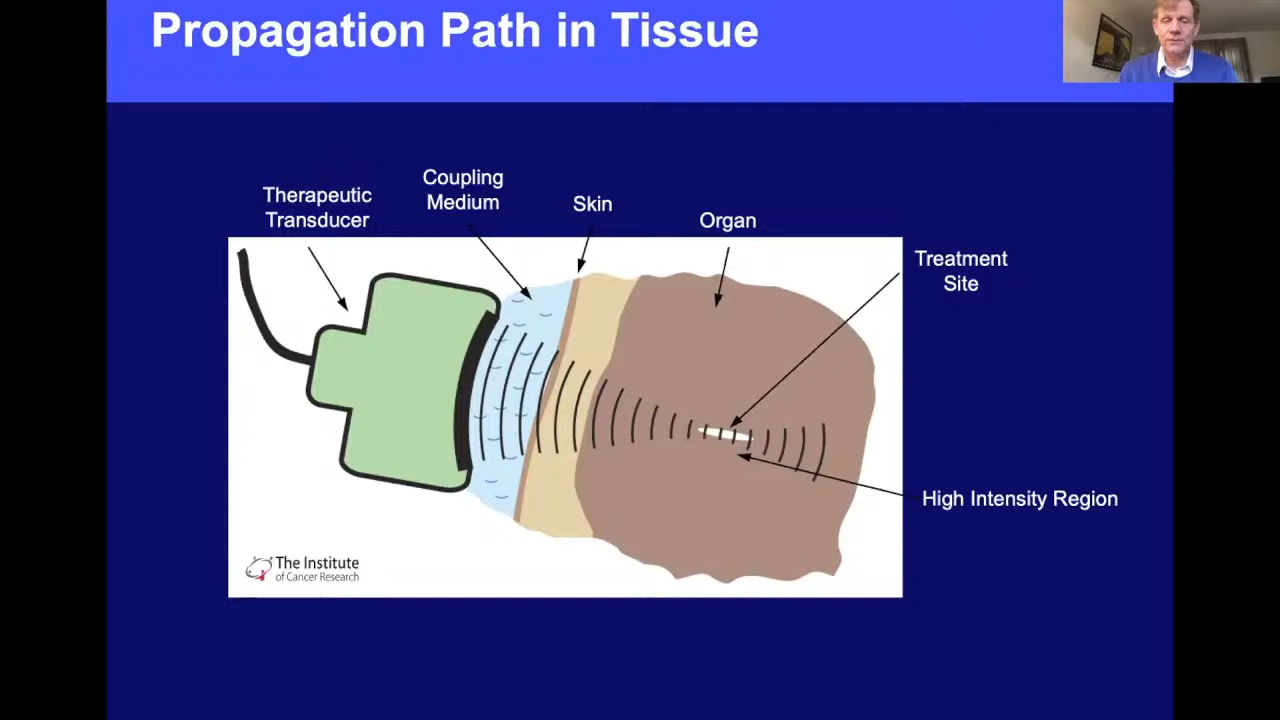 Propagation Path in Tissue
Therapeutic
Transducer
Coupling
Medium
Skin
Organ
Treatment
Site
High Intensity Region
The Institute
of Cancer Research